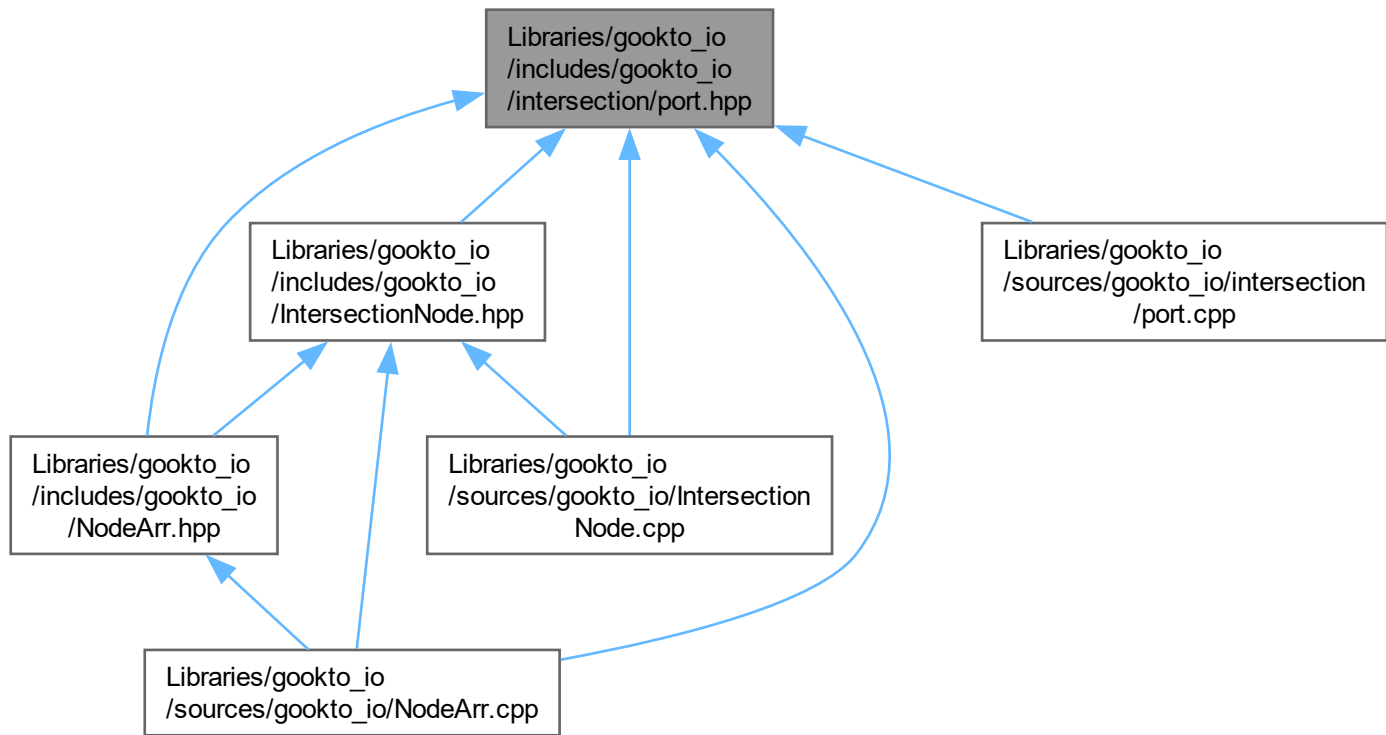 Libraries/gookto_io
/includes/gookto_io
/intersection/port.hpp
Libraries/gookto_io
/includes/gookto_io
/IntersectionNode.hpp
Libraries/gookto_io
/sources/gookto_io/intersection
/port.cpp
Libraries/gookto_io
/includes/gookto_io
/NodeArr.hpp
Libraries/gookto_io
/sources/gookto_io/Intersection
Node.cpp
Libraries/gookto_io
/sources/gookto_io/NodeArr.cpp